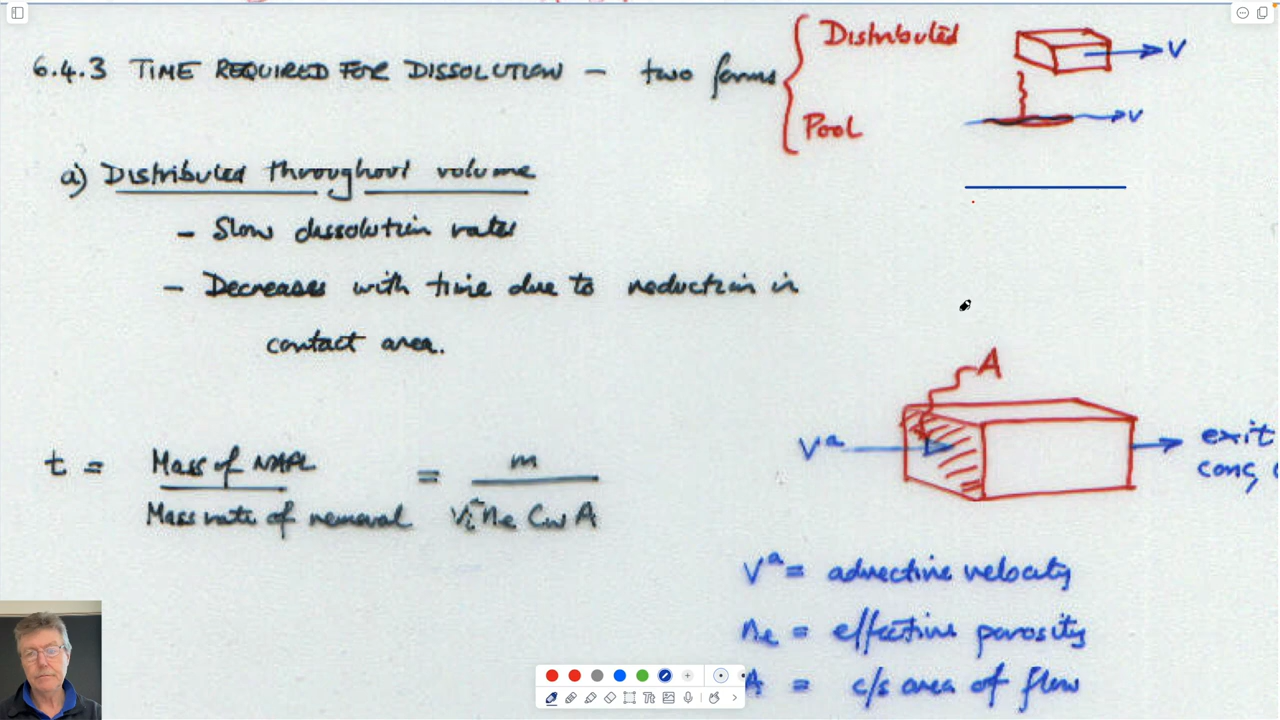 6.4.3 TIME REQUIRED FOR DISSOLUTION - two forms
Distributed
Pool
V
V
a) Distributed throughout volume
- Slow dissolution rates
- Decreases with time due to reduction in
contact area.
t = Mass of NAPL / Mass rate of removal = m / ne Cw A
A
Va
exit
conc
Va = advective velocity
ne = effective porosity
A = c/s area of flow